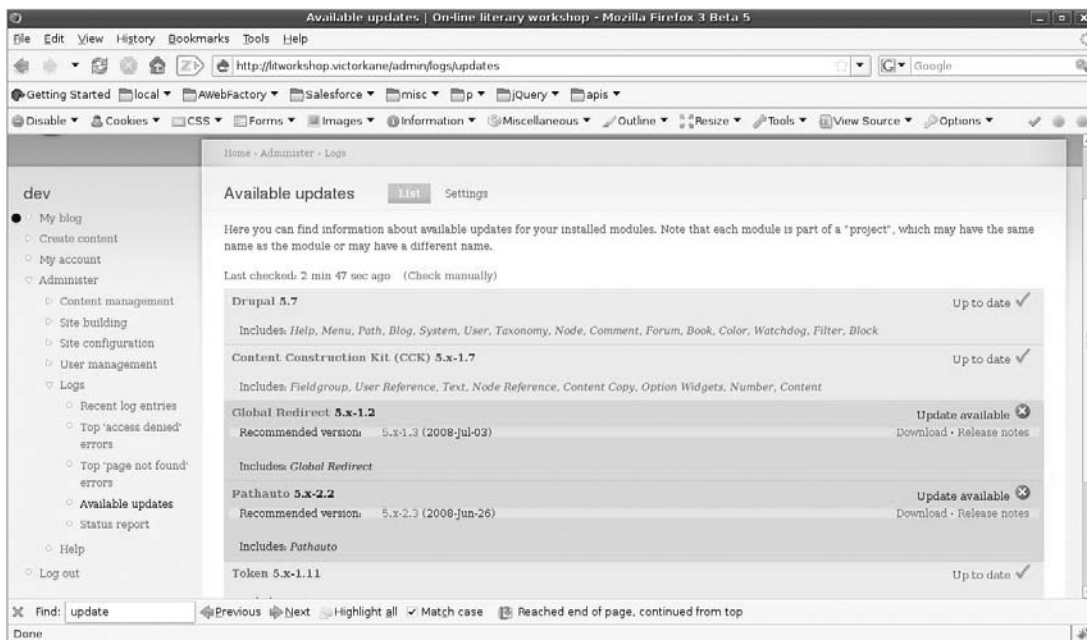 Available updates | On-line literary workshop - Mozilla Firefox 3 Beta 5
File Edit View History Bookmarks Tools Help
http://litworkshop.victorkane/admin/logs/updates
Google
Getting Started local AWebFactory Salesforce misc p jQuery apis
Disable Cookies CSS Forms Images Information Miscellaneous Outline Resize Tools View Source Options
Home › Administer › Logs
dev
My blog
Create content
My account
Administer
Content management
Site building
Site configuration
User management
Logs
Recent log entries
Top 'access denied'
errors
Top 'page not found'
errors
Available updates
Status report
Help
Log out
Available updates List Settings
Here you can find information about available updates for your installed modules. Note that each module is part of a "project", which may have the same
name as the module or may have a different name.
Last checked: 2 min 47 sec ago (Check manually)
Drupal 5.7 Up to date
Includes: Help, Menu, Path, Blog, System, User, Taxonomy, Node, Comment, Forum, Book, Color, Watchdog, Filter, Block
Content Construction Kit (CCK) 5.x-1.7 Up to date
Includes: Fieldgroup, User Reference, Text, Node Reference, Content Copy, Option Widgets, Number, Content
Global Redirect 5.x-1.2 Update available
Recommended version: 5.x-1.3 (2008-Jul-03) Download · Release notes
Includes: Global Redirect
Pathauto 5.x-2.2 Update available
Recommended version: 5.x-2.3 (2008-Jun-26) Download · Release notes
Includes: Pathauto
Token 5.x-1.11 Up to date
Find: update Previous Next Highlight all Match case Reached end of page, continued from top
Done